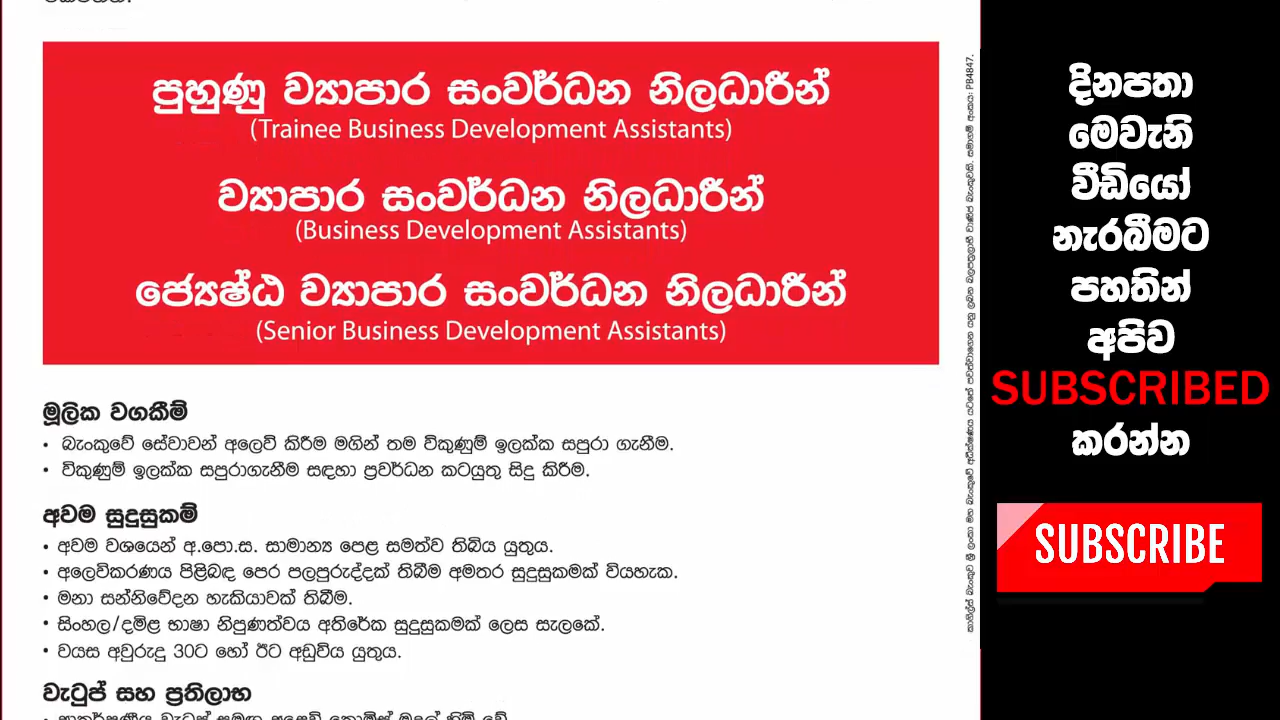 පුහුණු ව්‍යාපාර සංවර්ධන නිලධාරීන්
(Trainee Business Development Assistants)
ව්‍යාපාර සංවර්ධන නිලධාරීන්
(Business Development Assistants)
ජ්‍යෙෂ්ඨ ව්‍යාපාර සංවර්ධන නිලධාරීන්
(Senior Business Development Assistants)
මූලික වගකීම්
• බැංකුවේ සේවාවන් අලෙවි කිරීම මගින් තම විකුණුම් ඉලක්ක සපුරා ගැනීම.
• විකුණුම් ඉලක්ක සපුරාගැනීම සඳහා ප්‍රවර්ධන කටයුතු සිදු කිරීම.
අවම සුදුසුකම්
• අවම වශයෙන් අ.පො.ස. සාමාන්‍ය පෙළ සමත්ව තිබිය යුතුය.
• අලෙවිකරණය පිළිබඳ පෙර පලපුරුද්දක් තිබීම අමතර සුදුසුකමක් වියහැක.
• මනා සන්නිවේදන හැකියාවක් තිබීම.
• සිංහල/දමිළ භාෂා නිපුණත්වය අතිරේක සුදුසුකමක් ලෙස සැලකේ.
• වයස අවුරුදු 30ට හෝ ඊට අඩුවිය යුතුය.
වැටුප් සහ ප්‍රතිලාභ
දිනපතා
මෙවැනි
වීඩියෝ
නැරබීමට
පහතින්
අපිව
SUBSCRIBED
කරන්න
SUBSCRIBE